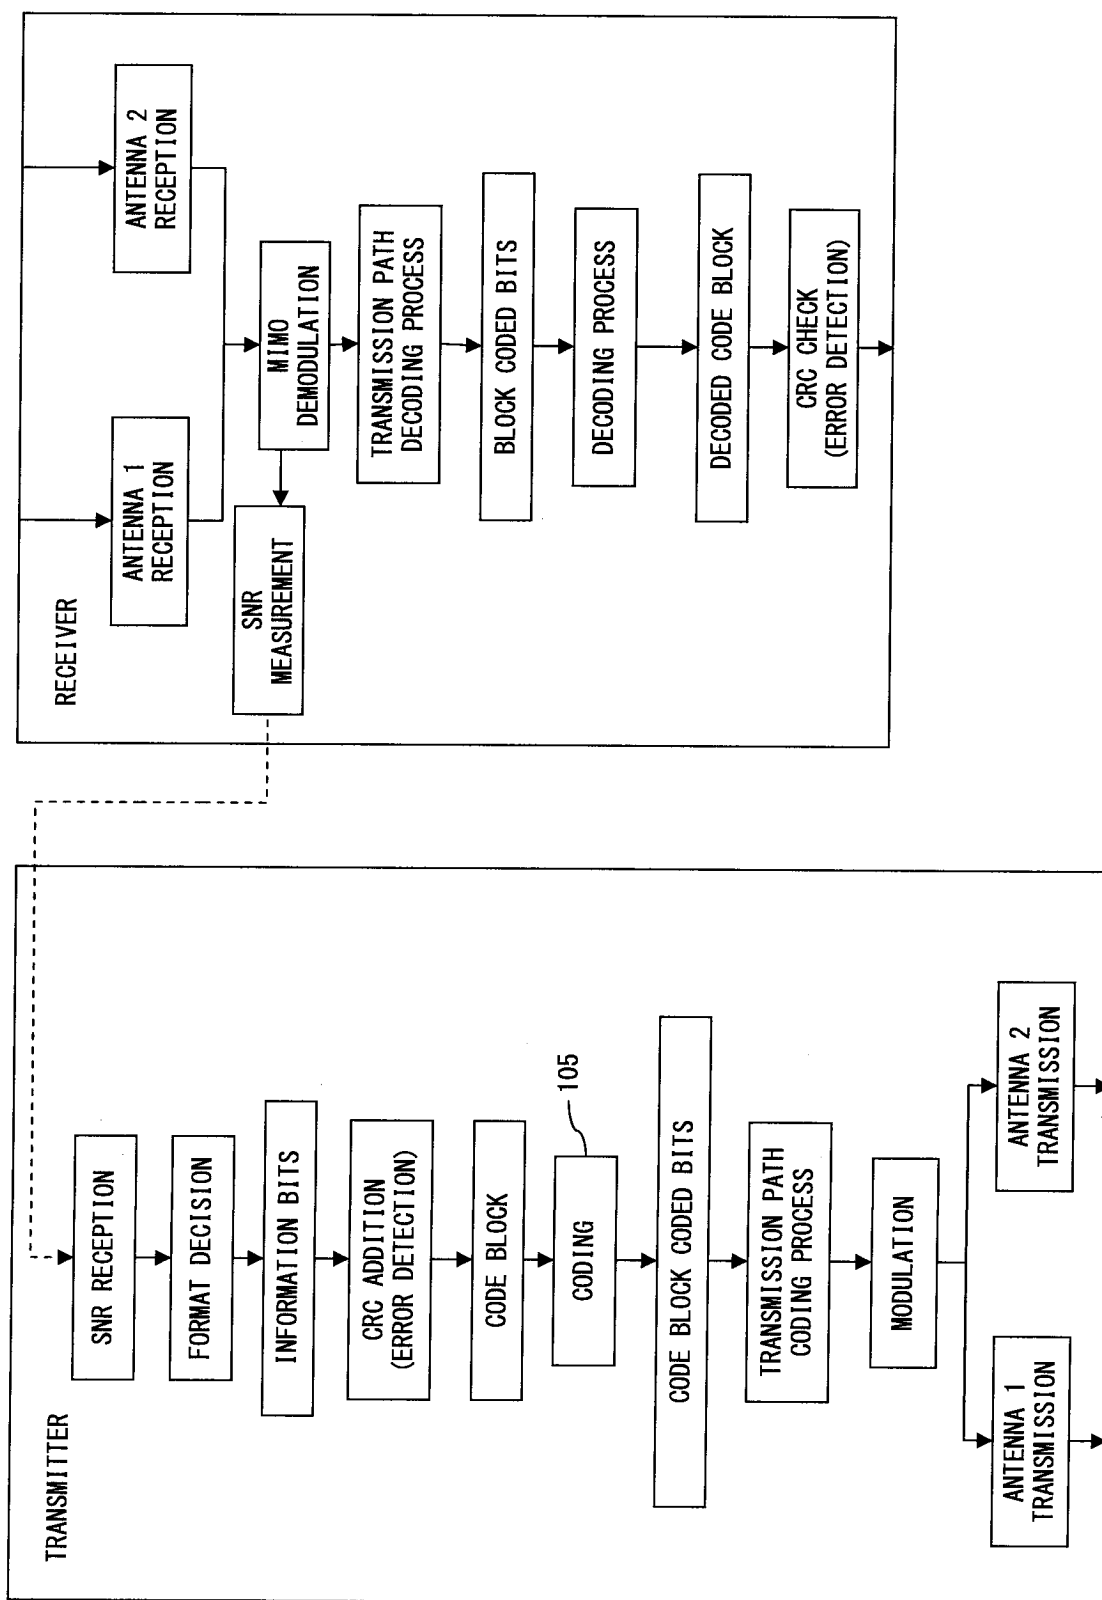 TRANSMITTER
SNR RECEPTION
FORMAT DECISION
INFORMATION BITS
CRC ADDITION
(ERROR DETECTION)
CODE BLOCK
CODING
105
CODE BLOCK CODED BITS
TRANSMISSION PATH
CODING PROCESS
MODULATION
ANTENNA 1
TRANSMISSION
ANTENNA 2
TRANSMISSION
RECEIVER
ANTENNA 1
RECEPTION
ANTENNA 2
RECEPTION
SNR
MEASUREMENT
MIMO
DEMODULATION
TRANSMISSION PATH
DECODING PROCESS
BLOCK CODED BITS
DECODING PROCESS
DECODED CODE BLOCK
CRC CHECK
(ERROR DETECTION)